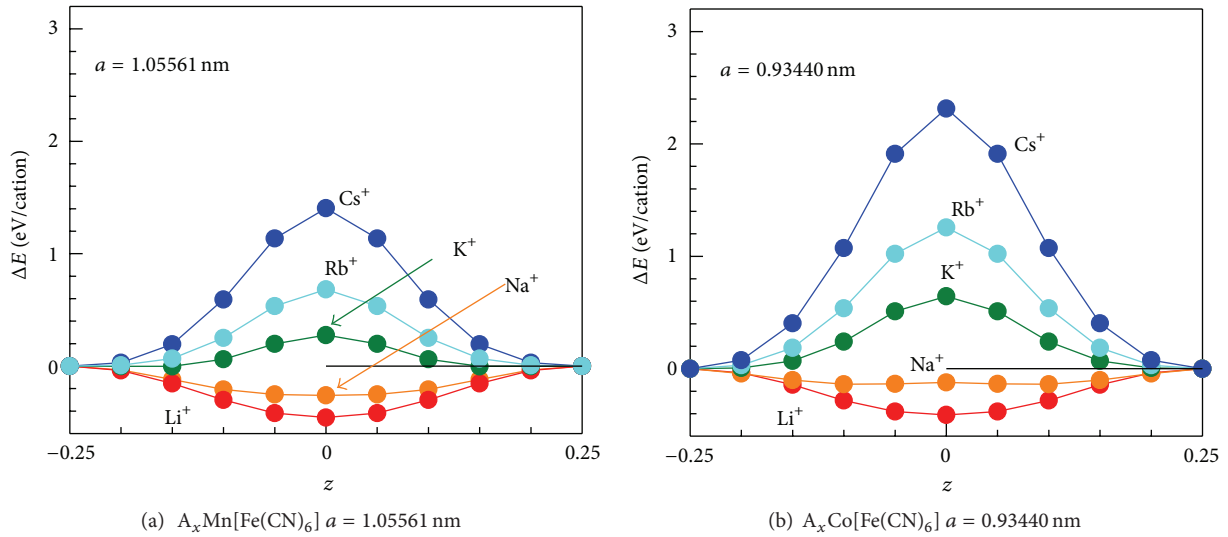 3
2
1
0
ΔE (eV/cation)
a = 1.05561 nm
Cs⁺
K⁺
Rb⁺
Na⁺
Li⁺
−0.25
0
0.25
z
(a) AₓMn[Fe(CN)₆] a = 1.05561 nm
3
2
1
0
ΔE (eV/cation)
a = 0.93440 nm
Cs⁺
Rb⁺
K⁺
Na⁺
Li⁺
−0.25
0
0.25
z
(b) AₓCo[Fe(CN)₆] a = 0.93440 nm